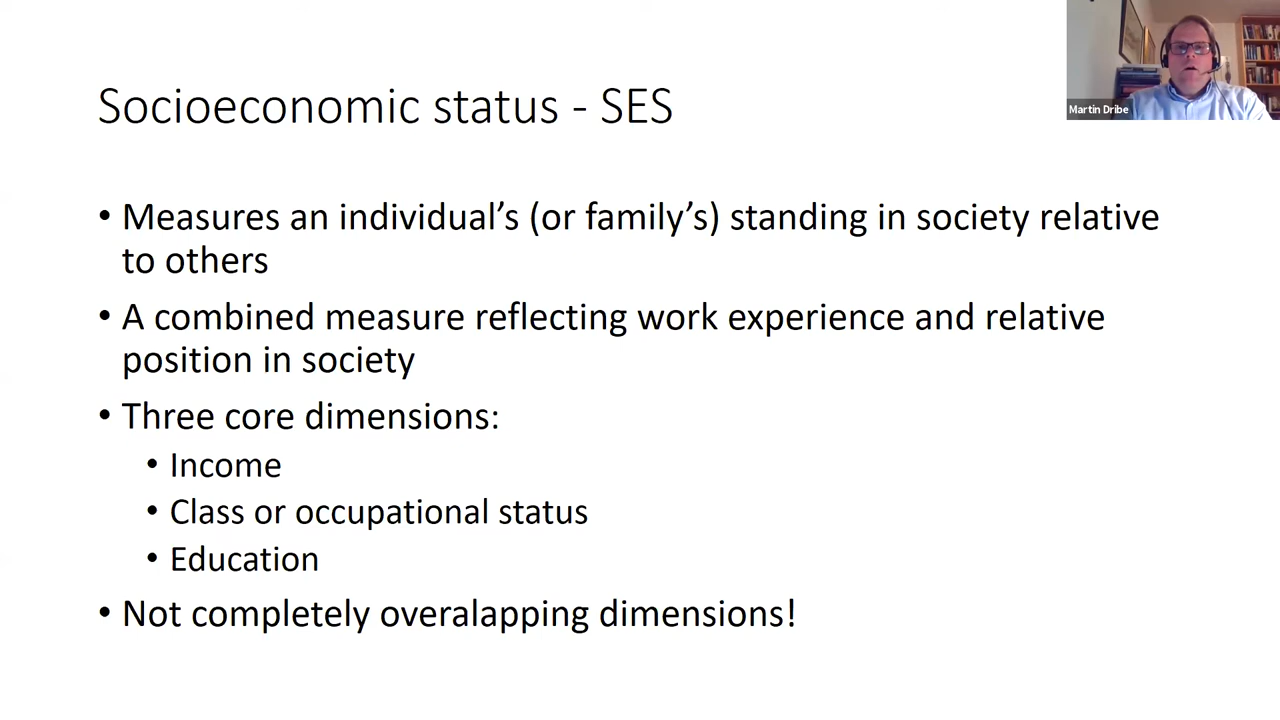 Socioeconomic status - SES
Martin Dribe
• Measures an individual’s (or family’s) standing in society relative
to others
• A combined measure reflecting work experience and relative
position in society
• Three core dimensions:
• Income
• Class or occupational status
• Education
• Not completely overalapping dimensions!